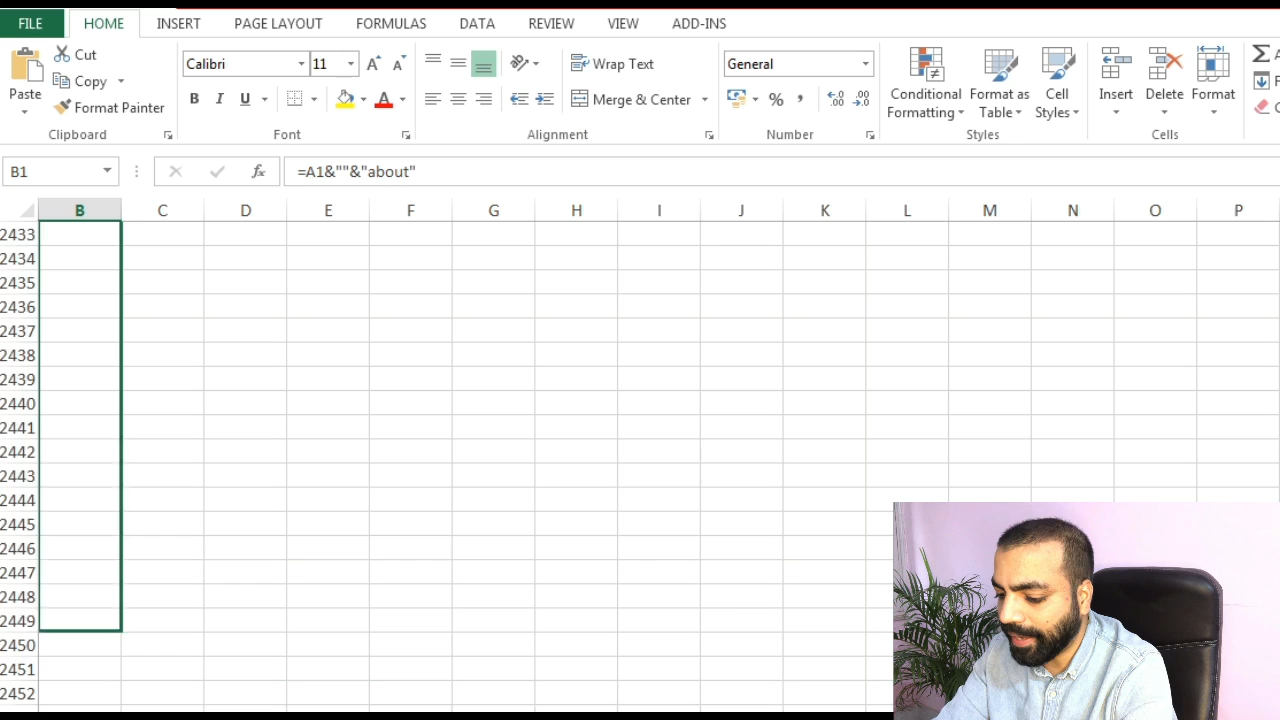 FILE HOME INSERT PAGE LAYOUT FORMULAS DATA REVIEW VIEW ADD-INS
Paste
Cut
Copy
Format Painter
Clipboard
Calibri 11
B I U A
Font
Wrap Text
Merge & Center
Alignment
General
% ,
Number
Conditional Formatting
Format as Table
Cell Styles
Styles
Insert
Delete
Format
Cells
B1 fx =A1&""&"about"
B C D E F G H I J K L M N O P
2433
2434
2435
2436
2437
2438
2439
2440
2441
2442
2443
2444
2445
2446
2447
2448
2449
2450
2451
2452